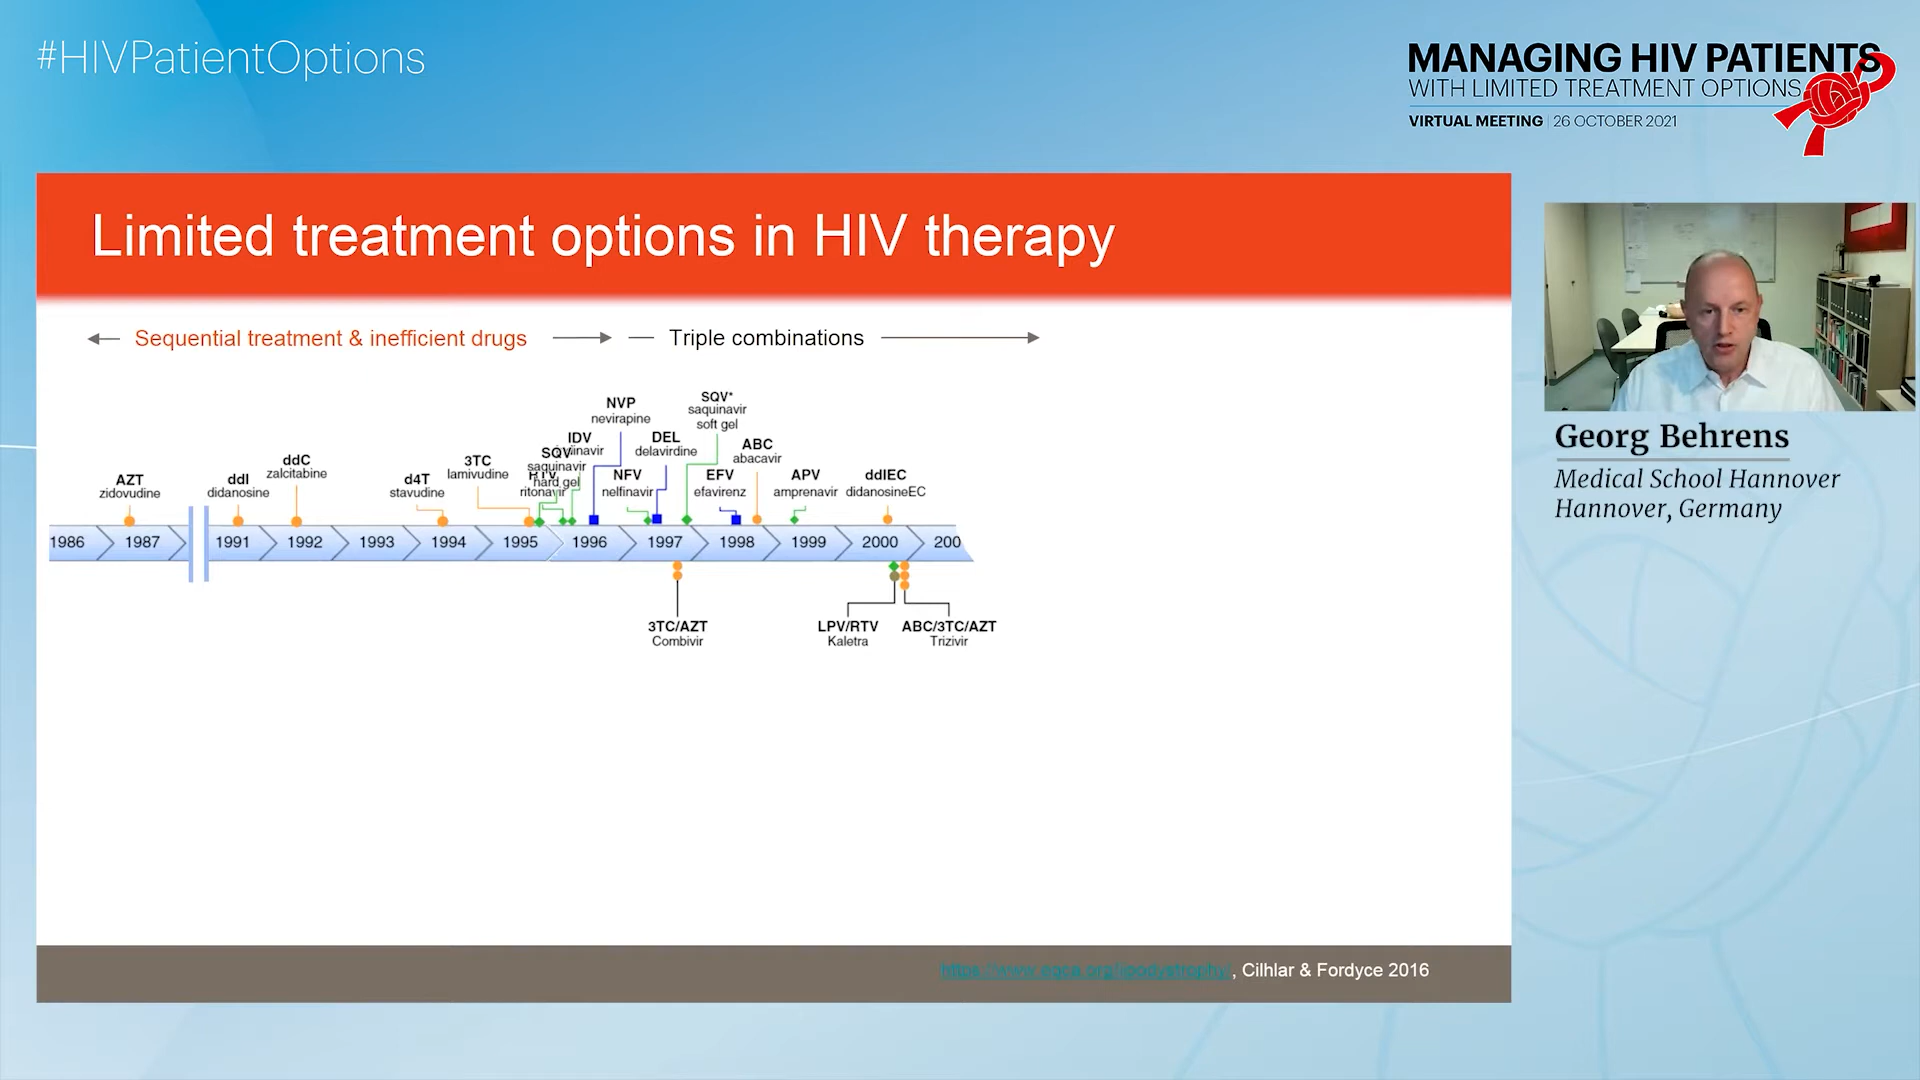 #HIVPatientOptions
MANAGING HIV PATIENTS
WITH LIMITED TREATMENT OPTIONS
VIRTUAL MEETING | 26 OCTOBER 2021
Limited treatment options in HIV therapy
Sequential treatment & inefficient drugs
Triple combinations
AZT
zidovudine
ddI
didanosine
ddC
zalcitabine
d4T
stavudine
3TC
lamivudine
SQV
saquinavir
hard gel
RTV
ritonavir
IDV
NVP
nevirapine
NFV
nelfinavir
DEL
delavirdine
SQV*
saquinavir
soft gel
EFV
efavirenz
ABC
abacavir
APV
amprenavir
ddIEC
didanosineEC
1986 1987 1991 1992 1993 1994 1995 1996 1997 1998 1999 2000 200
3TC/AZT
Combivir
LPV/RTV
Kaletra
ABC/3TC/AZT
Trizivir
, Cilhlar & Fordyce 2016
Georg Behrens
Medical School Hannover
Hannover, Germany